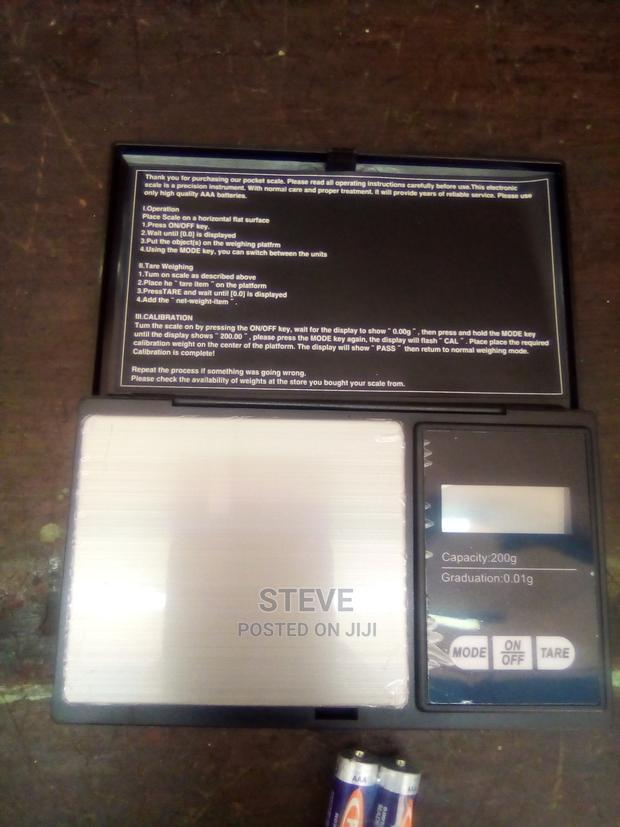 Thank you for purchasing our pocket scale. Please read all operating instructions carefully before use.This electronic
scale is a precision instrument. With normal care and proper treatment. it will provide years of reliable service. Please use
only high quality AAA batteries.
I.Operation
Place Scale on a horizontal flat surface
1.Press ON/OFF key.
2.Wait until [0.0] is displayed
3.Put the object(s) on the weighing platfrm
4.Using the MODE key, you can switch between the units
II.Tare Weighing
1.Turn on scale as described above
2.Place he " tare item " on the platform
3.PressTARE and wait until [0.0] is displayed
4.Add the " net-weight-item ".
III.CALIBRATION
Turn the scale on by pressing the ON/OFF key, wait for the display to show " 0.00g ", then press and hold the MODE key
until the display shows " 200.00 ", please press the MODE key again, the display will flash " CAL ". Place place the required
calibration weight on the center of the platform. The display will show " PASS " then return to normal weighing mode.
Calibration is complete!
Repeat the process if something was going wrong.
Please check the availability of weights at the store you bought your scale from.
Capacity:200g
Graduation:0.01g
MODE ON/OFF TARE
STEVE
POSTED ON JIJI
AAA AAA